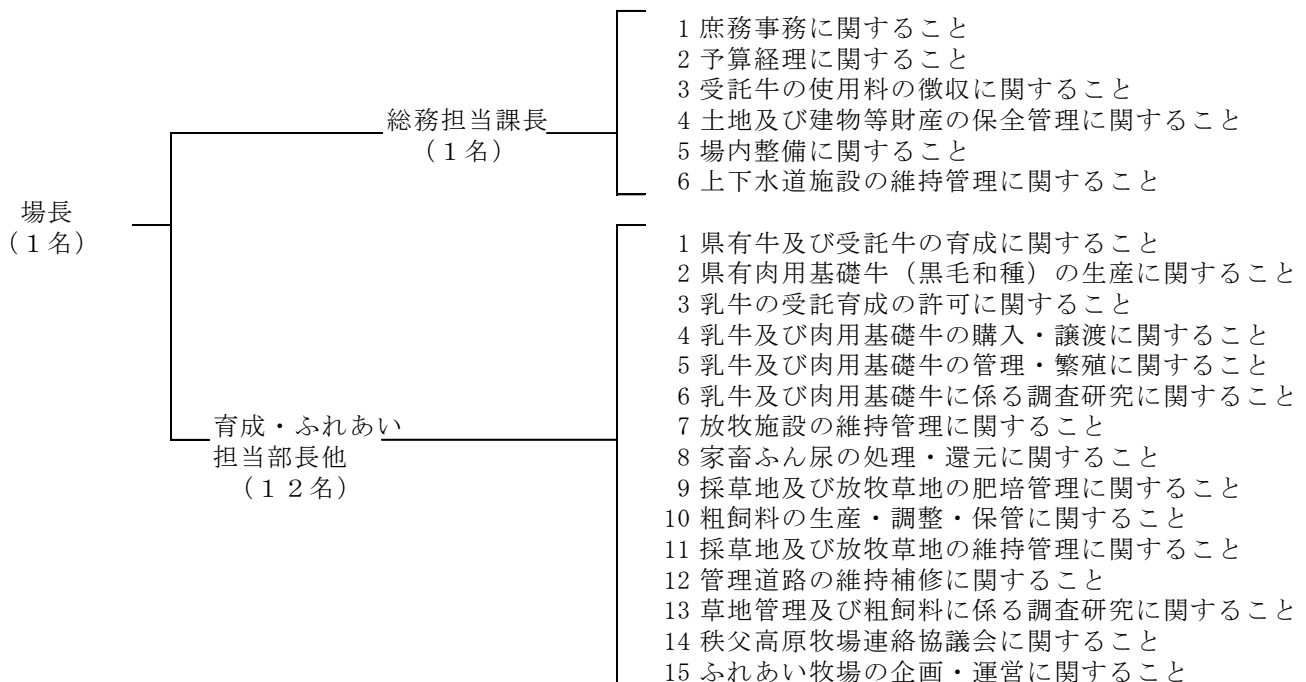 場長
（１名）
総務担当課長
（１名）
1 庶務事務に関すること
2 予算経理に関すること
3 受託牛の使用料の徴収に関すること
4 土地及び建物等財産の保全管理に関すること
5 場内整備に関すること
6 上下水道施設の維持管理に関すること
育成・ふれあい
担当部長他
（１２名）
1 県有牛及び受託牛の育成に関すること
2 県有肉用基礎牛（黒毛和種）の生産に関すること
3 乳牛の受託育成の許可に関すること
4 乳牛及び肉用基礎牛の購入・譲渡に関すること
5 乳牛及び肉用基礎牛の管理・繁殖に関すること
6 乳牛及び肉用基礎牛に係る調査研究に関すること
7 放牧施設の維持管理に関すること
8 家畜ふん尿の処理・還元に関すること
9 採草地及び放牧草地の肥培管理に関すること
10 粗飼料の生産・調整・保管に関すること
11 採草地及び放牧草地の維持管理に関すること
12 管理道路の維持補修に関すること
13 草地管理及び粗飼料に係る調査研究に関すること
14 秩父高原牧場連絡協議会に関すること
15 ふれあい牧場の企画・運営に関すること